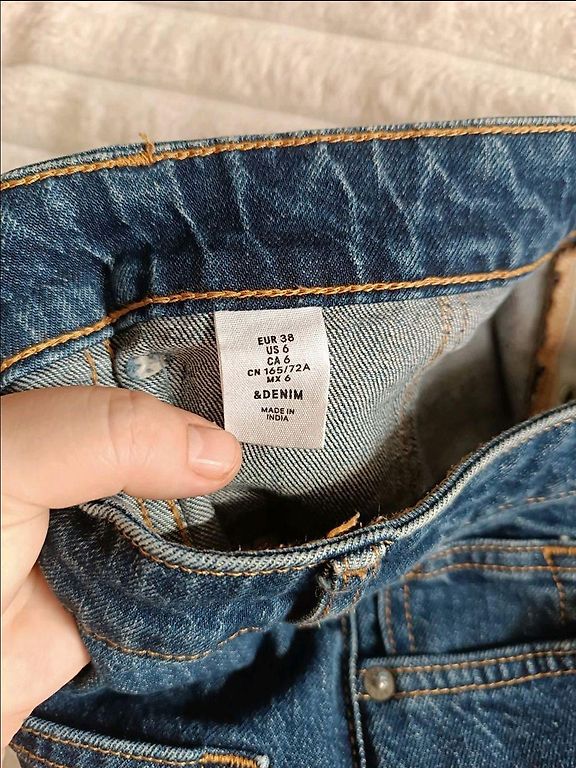 EUR 38
US 6
CA 6
CN 165/72A
MX 6
&DENIM
MADE IN
INDIA